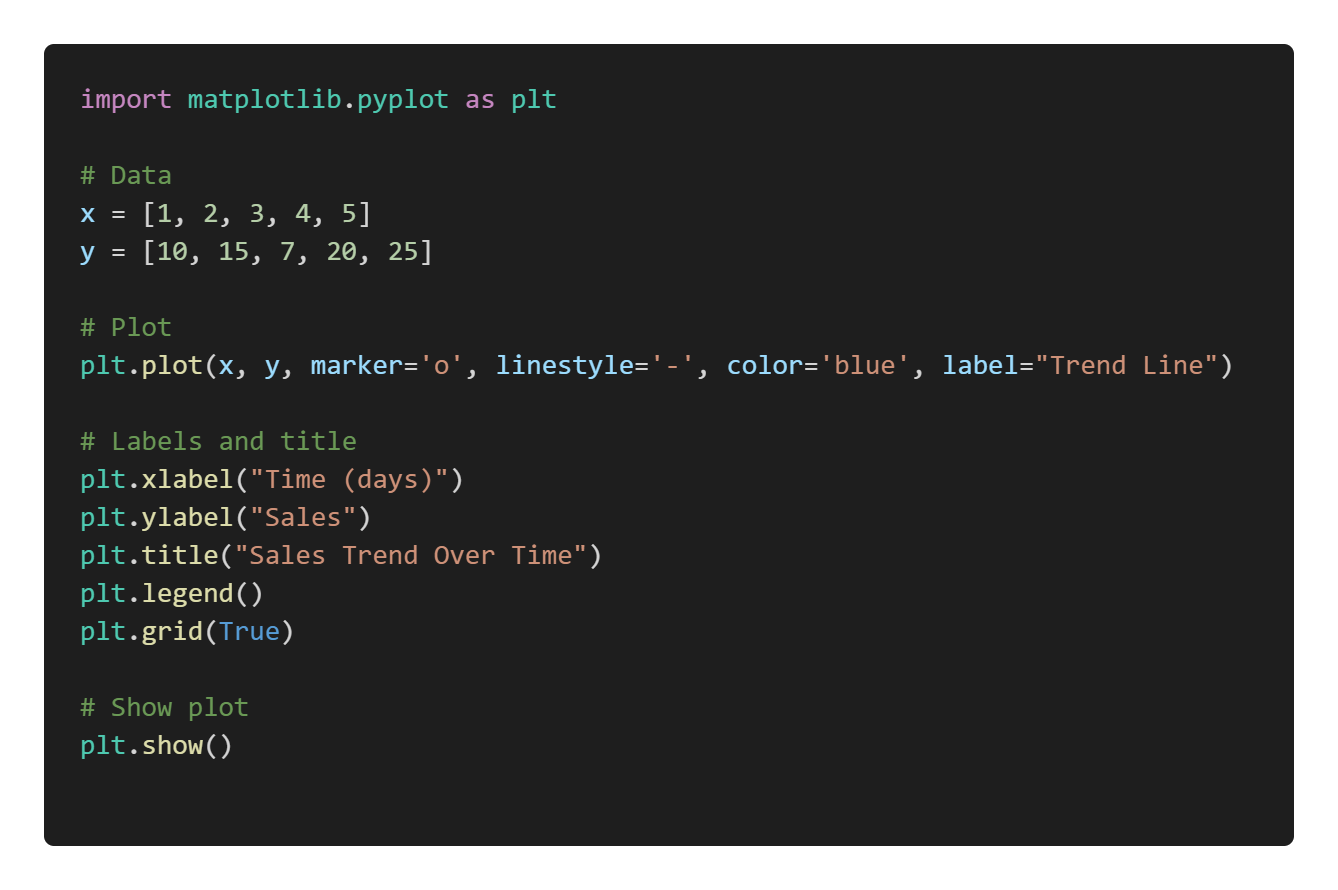 import matplotlib.pyplot as plt

# Data
x = [1, 2, 3, 4, 5]
y = [10, 15, 7, 20, 25]

# Plot
plt.plot(x, y, marker='o', linestyle='-', color='blue', label="Trend Line")

# Labels and title
plt.xlabel("Time (days)")
plt.ylabel("Sales")
plt.title("Sales Trend Over Time")
plt.legend()
plt.grid(True)

# Show plot
plt.show()